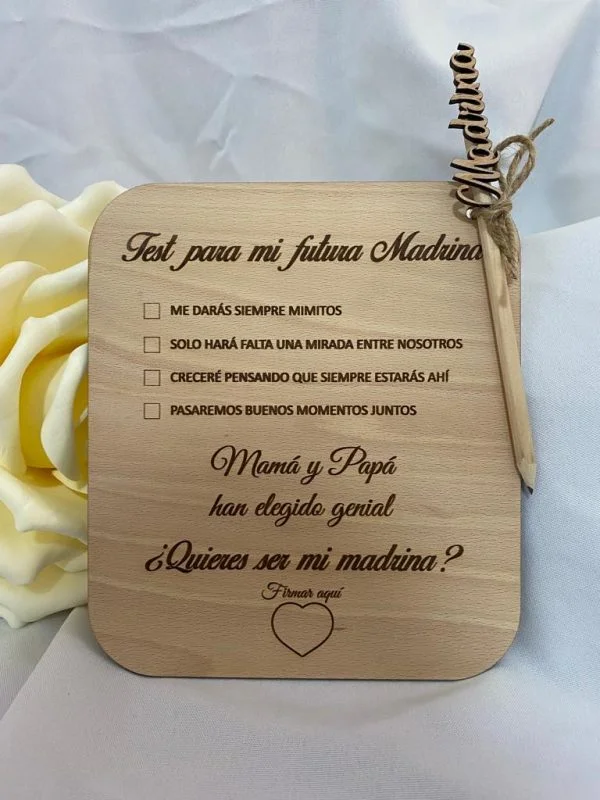 Madrina
Test para mi futura Madrina
ME DARÁS SIEMPRE MIMITOS
SOLO HARÁ FALTA UNA MIRADA ENTRE NOSOTROS
CRECERÉ PENSANDO QUE SIEMPRE ESTARÁS AHÍ
PASAREMOS BUENOS MOMENTOS JUNTOS
Mamá y Papá
han elegido genial
¿Quieres ser mi madrina?
Firmar aquí